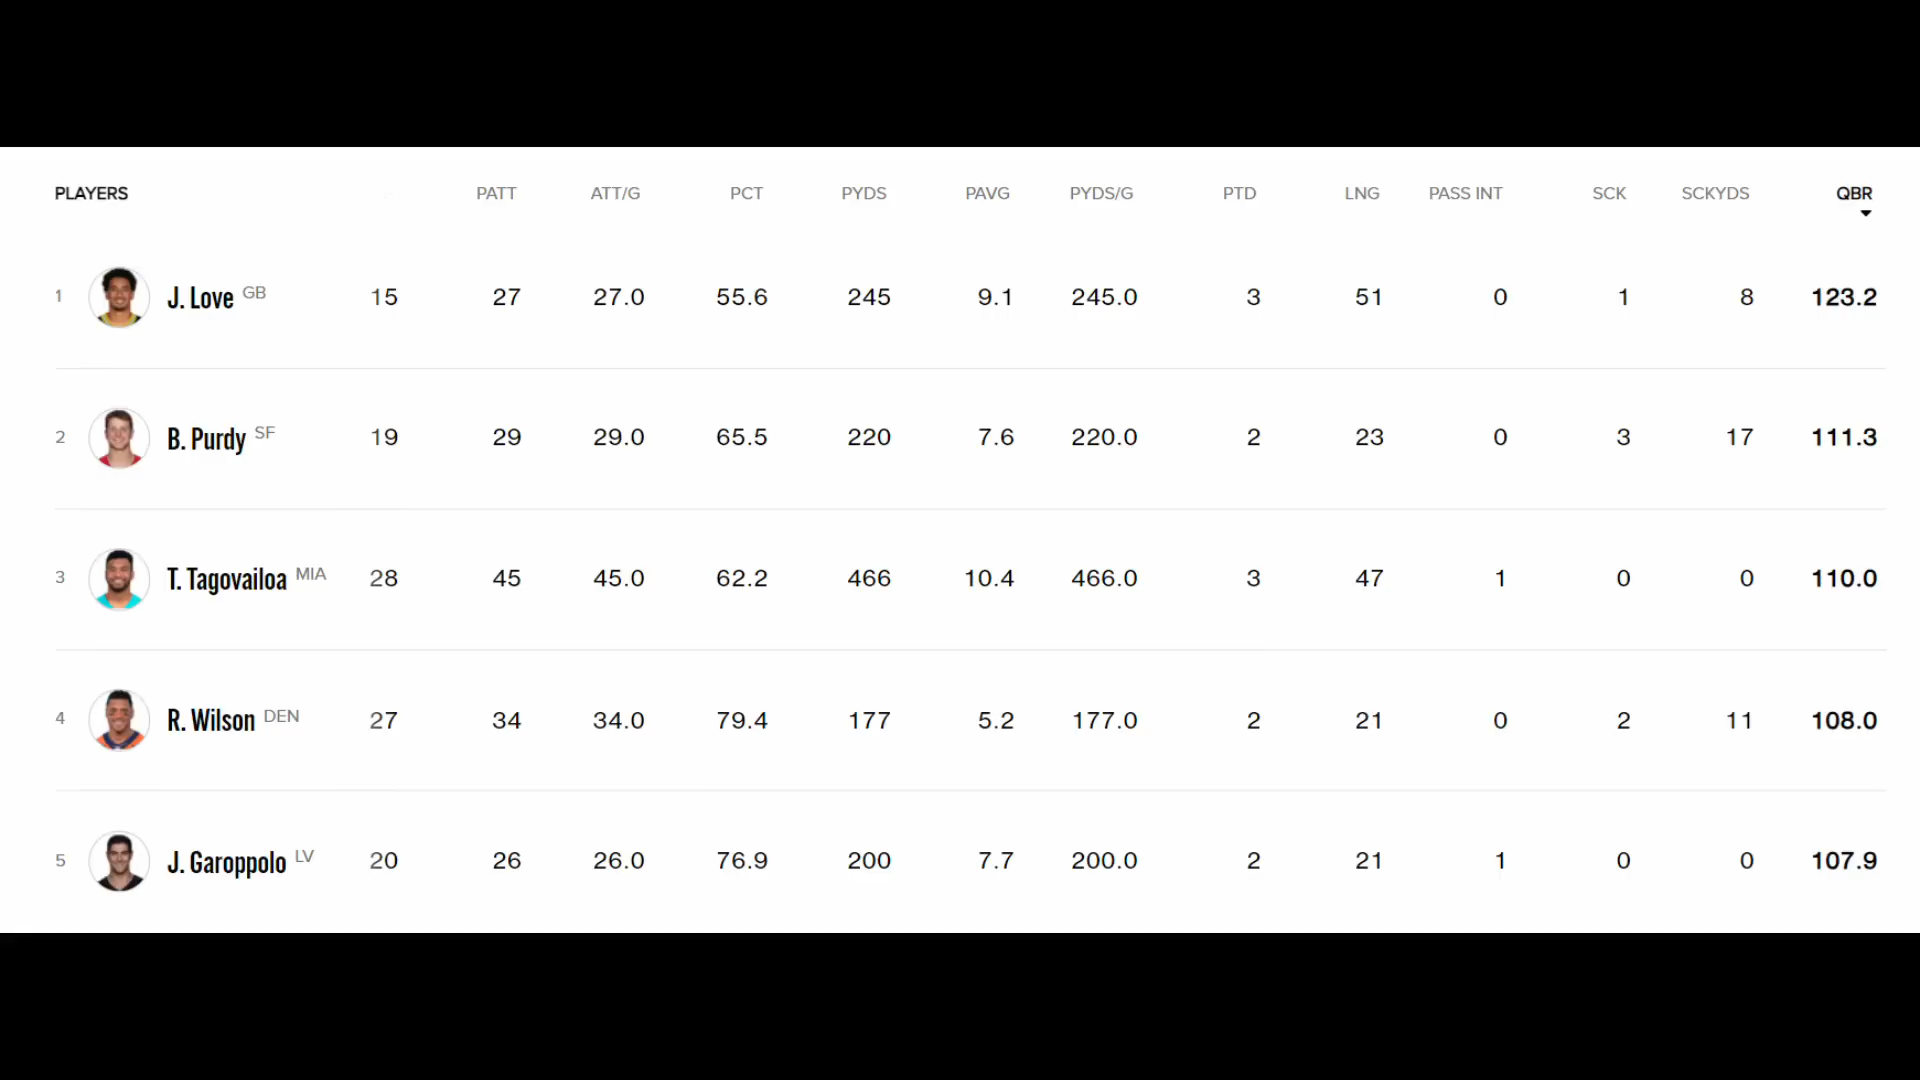 PLAYERS PATT ATT/G PCT PYDS PAVG PYDS/G PTD LNG PASS INT SCK SCKYDS QBR
1 J. Love GB 15 27 27.0 55.6 245 9.1 245.0 3 51 0 1 8 123.2
2 B. Purdy SF 19 29 29.0 65.5 220 7.6 220.0 2 23 0 3 17 111.3
3 T. Tagovailoa MIA 28 45 45.0 62.2 466 10.4 466.0 3 47 1 0 0 110.0
4 R. Wilson DEN 27 34 34.0 79.4 177 5.2 177.0 2 21 0 2 11 108.0
5 J. Garoppolo LV 20 26 26.0 76.9 200 7.7 200.0 2 21 1 0 0 107.9